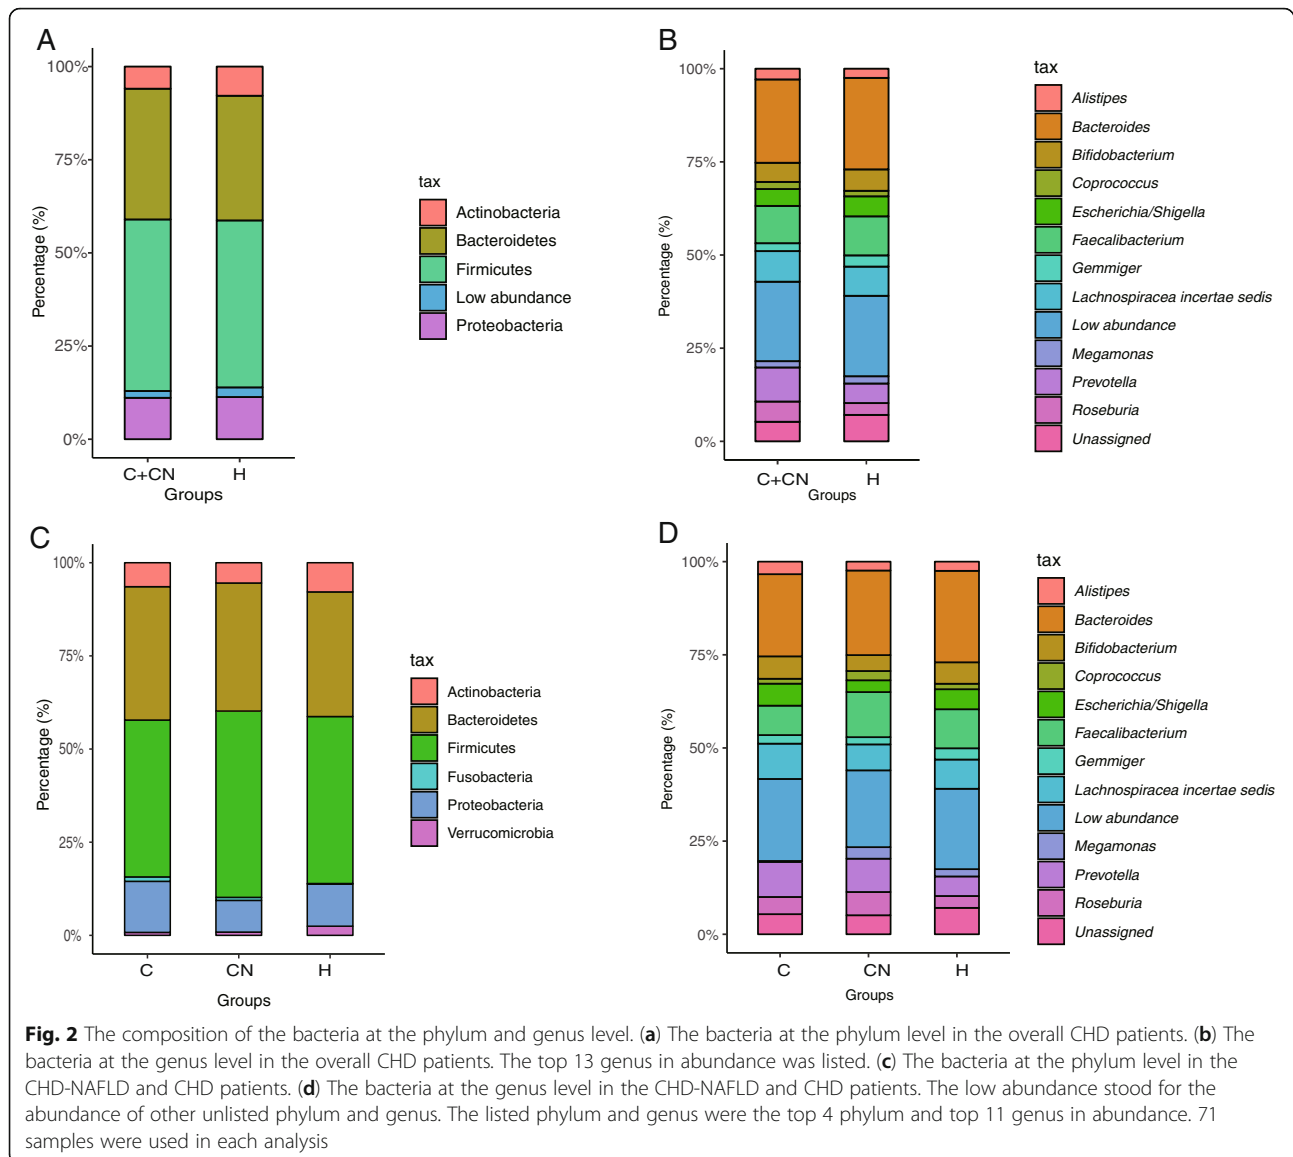 A
100%
75%
50%
25%
0%
Percentage (%)
C+CN
H
Groups
tax
Actinobacteria
Bacteroidetes
Firmicutes
Low abundance
Proteobacteria
B
100%
75%
50%
25%
0%
Percentage (%)
C+CN
H
Groups
tax
Alistipes
Bacteroides
Bifidobacterium
Coprococcus
Escherichia/Shigella
Faecalibacterium
Gemmiger
Lachnospiracea incertae sedis
Low abundance
Megamonas
Prevotella
Roseburia
Unassigned
C
100%
75%
50%
25%
0%
Percentage (%)
C
CN
H
Groups
tax
Actinobacteria
Bacteroidetes
Firmicutes
Fusobacteria
Proteobacteria
Verrucomicrobia
D
100%
75%
50%
25%
0%
Percentage (%)
C
CN
H
Groups
tax
Alistipes
Bacteroides
Bifidobacterium
Coprococcus
Escherichia/Shigella
Faecalibacterium
Gemmiger
Lachnospiracea incertae sedis
Low abundance
Megamonas
Prevotella
Roseburia
Unassigned
Fig. 2 The composition of the bacteria at the phylum and genus level. (a) The bacteria at the phylum level in the overall CHD patients. (b) The
bacteria at the genus level in the overall CHD patients. The top 13 genus in abundance was listed. (c) The bacteria at the phylum level in the
CHD-NAFLD and CHD patients. (d) The bacteria at the genus level in the CHD-NAFLD and CHD patients. The low abundance stood for the
abundance of other unlisted phylum and genus. The listed phylum and genus were the top 4 phylum and top 11 genus in abundance. 71
samples were used in each analysis